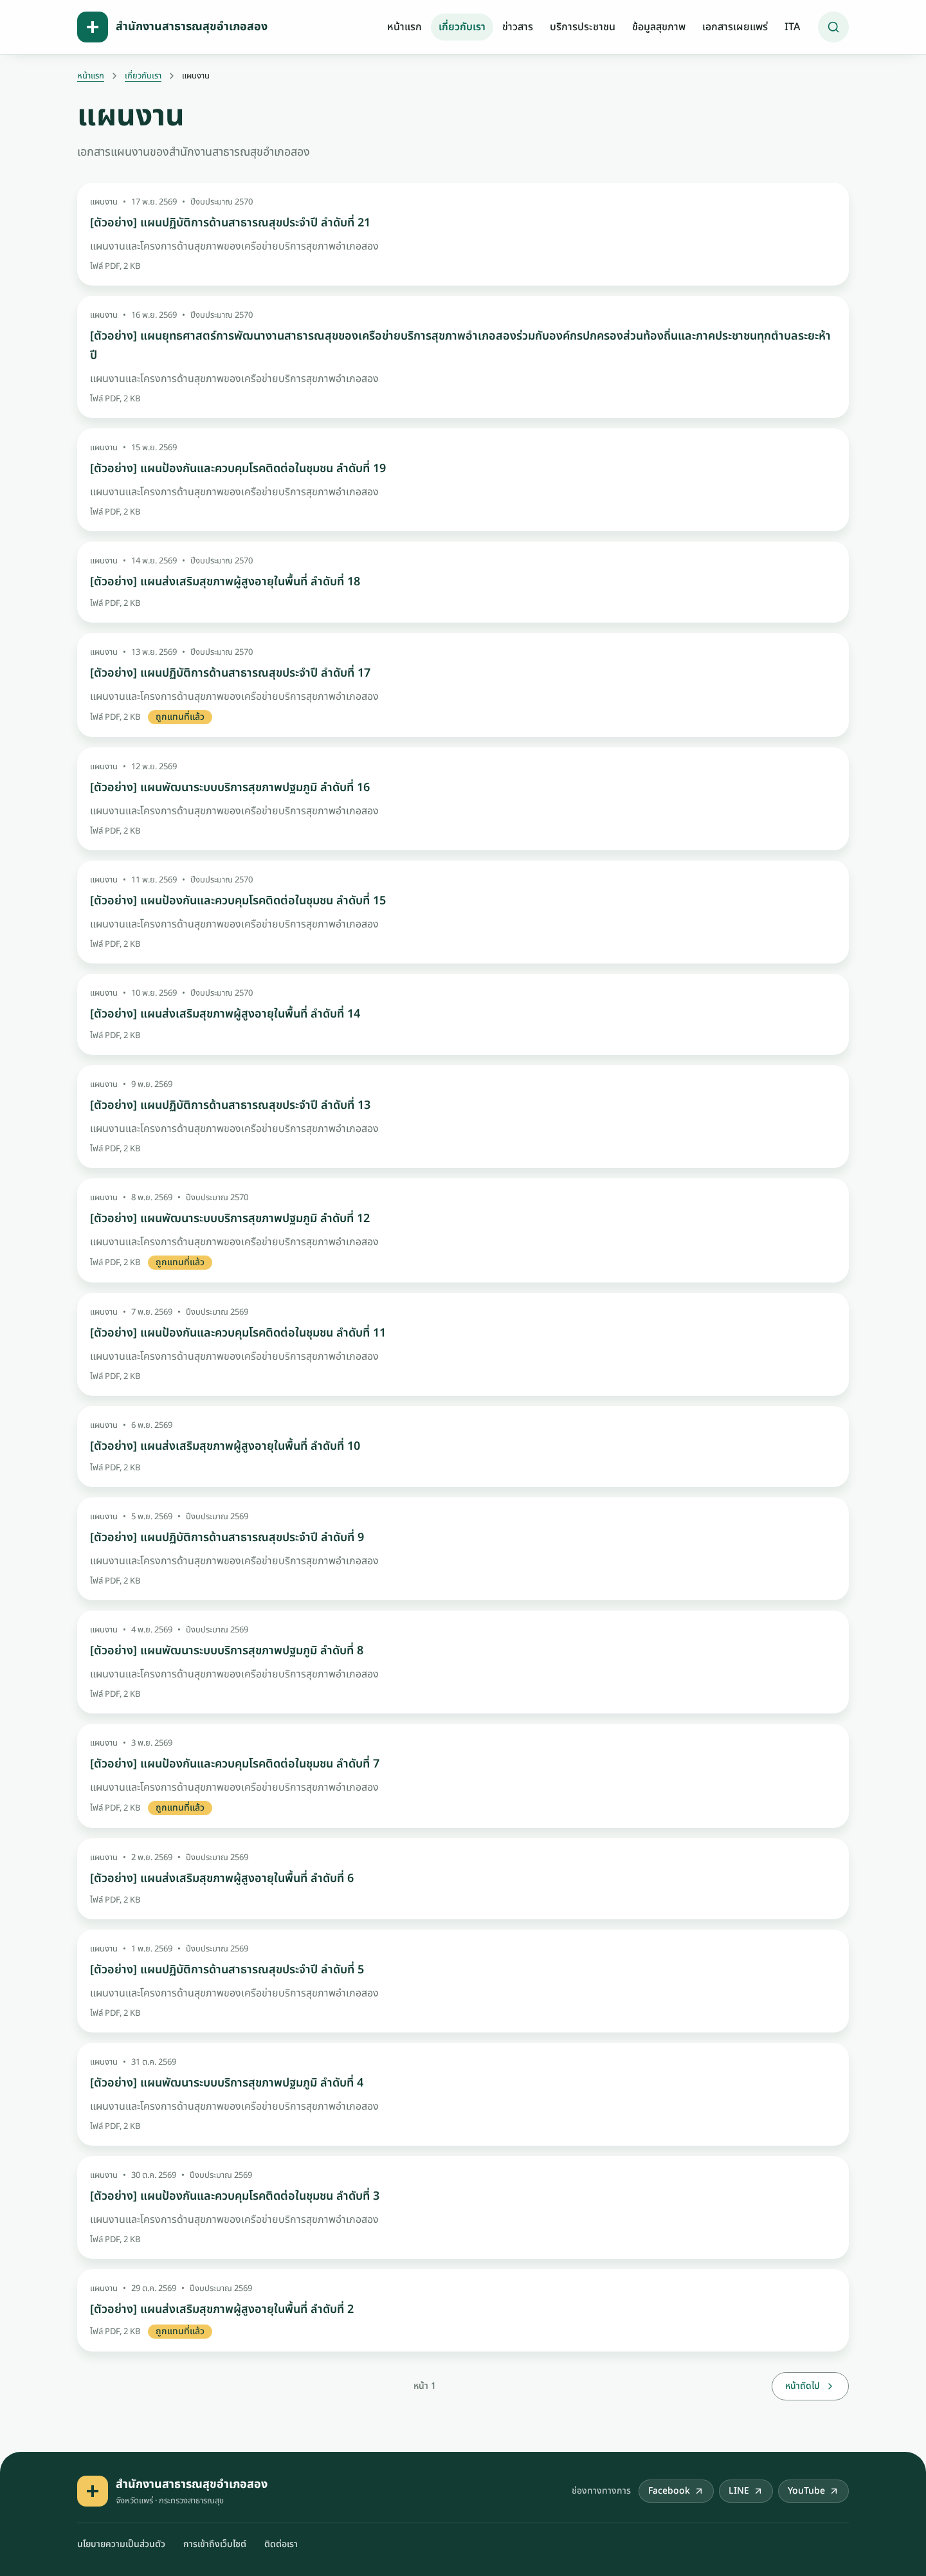 สำนักงานสาธารณสุขอำเภอสอง
หน้าแรก เกี่ยวกับเรา ข่าวสาร บริการประชาชน ข้อมูลสุขภาพ เอกสารเผยแพร่ ITA
หน้าแรก > เกี่ยวกับเรา > แผนงาน
แผนงาน
เอกสารแผนงานของสำนักงานสาธารณสุขอำเภอสอง
แผนงาน • 17 พ.ย. 2569 • ปีงบประมาณ 2570
[ตัวอย่าง] แผนปฏิบัติการด้านสาธารณสุขประจำปี ลำดับที่ 21
แผนงานและโครงการด้านสุขภาพของเครือข่ายบริการสุขภาพอำเภอสอง
ไฟล์ PDF, 2 KB
แผนงาน • 16 พ.ย. 2569 • ปีงบประมาณ 2570
[ตัวอย่าง] แผนยุทธศาสตร์การพัฒนางานสาธารณสุขของเครือข่ายบริการสุขภาพอำเภอสองร่วมกับองค์กรปกครองส่วนท้องถิ่นและภาคประชาชนทุกตำบลระยะห้า
ปี
แผนงานและโครงการด้านสุขภาพของเครือข่ายบริการสุขภาพอำเภอสอง
ไฟล์ PDF, 2 KB
แผนงาน • 15 พ.ย. 2569
[ตัวอย่าง] แผนป้องกันและควบคุมโรคติดต่อในชุมชน ลำดับที่ 19
แผนงานและโครงการด้านสุขภาพของเครือข่ายบริการสุขภาพอำเภอสอง
ไฟล์ PDF, 2 KB
แผนงาน • 14 พ.ย. 2569 • ปีงบประมาณ 2570
[ตัวอย่าง] แผนส่งเสริมสุขภาพผู้สูงอายุในพื้นที่ ลำดับที่ 18
ไฟล์ PDF, 2 KB
แผนงาน • 13 พ.ย. 2569 • ปีงบประมาณ 2570
[ตัวอย่าง] แผนปฏิบัติการด้านสาธารณสุขประจำปี ลำดับที่ 17
แผนงานและโครงการด้านสุขภาพของเครือข่ายบริการสุขภาพอำเภอสอง
ไฟล์ PDF, 2 KB ถูกแทนที่แล้ว
แผนงาน • 12 พ.ย. 2569
[ตัวอย่าง] แผนพัฒนาระบบบริการสุขภาพปฐมภูมิ ลำดับที่ 16
แผนงานและโครงการด้านสุขภาพของเครือข่ายบริการสุขภาพอำเภอสอง
ไฟล์ PDF, 2 KB
แผนงาน • 11 พ.ย. 2569 • ปีงบประมาณ 2570
[ตัวอย่าง] แผนป้องกันและควบคุมโรคติดต่อในชุมชน ลำดับที่ 15
แผนงานและโครงการด้านสุขภาพของเครือข่ายบริการสุขภาพอำเภอสอง
ไฟล์ PDF, 2 KB
แผนงาน • 10 พ.ย. 2569 • ปีงบประมาณ 2570
[ตัวอย่าง] แผนส่งเสริมสุขภาพผู้สูงอายุในพื้นที่ ลำดับที่ 14
ไฟล์ PDF, 2 KB
แผนงาน • 9 พ.ย. 2569
[ตัวอย่าง] แผนปฏิบัติการด้านสาธารณสุขประจำปี ลำดับที่ 13
แผนงานและโครงการด้านสุขภาพของเครือข่ายบริการสุขภาพอำเภอสอง
ไฟล์ PDF, 2 KB
แผนงาน • 8 พ.ย. 2569 • ปีงบประมาณ 2570
[ตัวอย่าง] แผนพัฒนาระบบบริการสุขภาพปฐมภูมิ ลำดับที่ 12
แผนงานและโครงการด้านสุขภาพของเครือข่ายบริการสุขภาพอำเภอสอง
ไฟล์ PDF, 2 KB ถูกแทนที่แล้ว
แผนงาน • 7 พ.ย. 2569 • ปีงบประมาณ 2569
[ตัวอย่าง] แผนป้องกันและควบคุมโรคติดต่อในชุมชน ลำดับที่ 11
แผนงานและโครงการด้านสุขภาพของเครือข่ายบริการสุขภาพอำเภอสอง
ไฟล์ PDF, 2 KB
แผนงาน • 6 พ.ย. 2569
[ตัวอย่าง] แผนส่งเสริมสุขภาพผู้สูงอายุในพื้นที่ ลำดับที่ 10
ไฟล์ PDF, 2 KB
แผนงาน • 5 พ.ย. 2569 • ปีงบประมาณ 2569
[ตัวอย่าง] แผนปฏิบัติการด้านสาธารณสุขประจำปี ลำดับที่ 9
แผนงานและโครงการด้านสุขภาพของเครือข่ายบริการสุขภาพอำเภอสอง
ไฟล์ PDF, 2 KB
แผนงาน • 4 พ.ย. 2569 • ปีงบประมาณ 2569
[ตัวอย่าง] แผนพัฒนาระบบบริการสุขภาพปฐมภูมิ ลำดับที่ 8
แผนงานและโครงการด้านสุขภาพของเครือข่ายบริการสุขภาพอำเภอสอง
ไฟล์ PDF, 2 KB
แผนงาน • 3 พ.ย. 2569
[ตัวอย่าง] แผนป้องกันและควบคุมโรคติดต่อในชุมชน ลำดับที่ 7
แผนงานและโครงการด้านสุขภาพของเครือข่ายบริการสุขภาพอำเภอสอง
ไฟล์ PDF, 2 KB ถูกแทนที่แล้ว
แผนงาน • 2 พ.ย. 2569 • ปีงบประมาณ 2569
[ตัวอย่าง] แผนส่งเสริมสุขภาพผู้สูงอายุในพื้นที่ ลำดับที่ 6
ไฟล์ PDF, 2 KB
แผนงาน • 1 พ.ย. 2569 • ปีงบประมาณ 2569
[ตัวอย่าง] แผนปฏิบัติการด้านสาธารณสุขประจำปี ลำดับที่ 5
แผนงานและโครงการด้านสุขภาพของเครือข่ายบริการสุขภาพอำเภอสอง
ไฟล์ PDF, 2 KB
แผนงาน • 31 ต.ค. 2569
[ตัวอย่าง] แผนพัฒนาระบบบริการสุขภาพปฐมภูมิ ลำดับที่ 4
แผนงานและโครงการด้านสุขภาพของเครือข่ายบริการสุขภาพอำเภอสอง
ไฟล์ PDF, 2 KB
แผนงาน • 30 ต.ค. 2569 • ปีงบประมาณ 2569
[ตัวอย่าง] แผนป้องกันและควบคุมโรคติดต่อในชุมชน ลำดับที่ 3
แผนงานและโครงการด้านสุขภาพของเครือข่ายบริการสุขภาพอำเภอสอง
ไฟล์ PDF, 2 KB
แผนงาน • 29 ต.ค. 2569 • ปีงบประมาณ 2569
[ตัวอย่าง] แผนส่งเสริมสุขภาพผู้สูงอายุในพื้นที่ ลำดับที่ 2
ไฟล์ PDF, 2 KB ถูกแทนที่แล้ว
หน้า 1 หน้าถัดไป
สำนักงานสาธารณสุขอำเภอสอง
จังหวัดแพร่ · กระทรวงสาธารณสุข
ช่องทางทางการ Facebook LINE YouTube
นโยบายความเป็นส่วนตัว การเข้าถึงเว็บไซต์ ติดต่อเรา